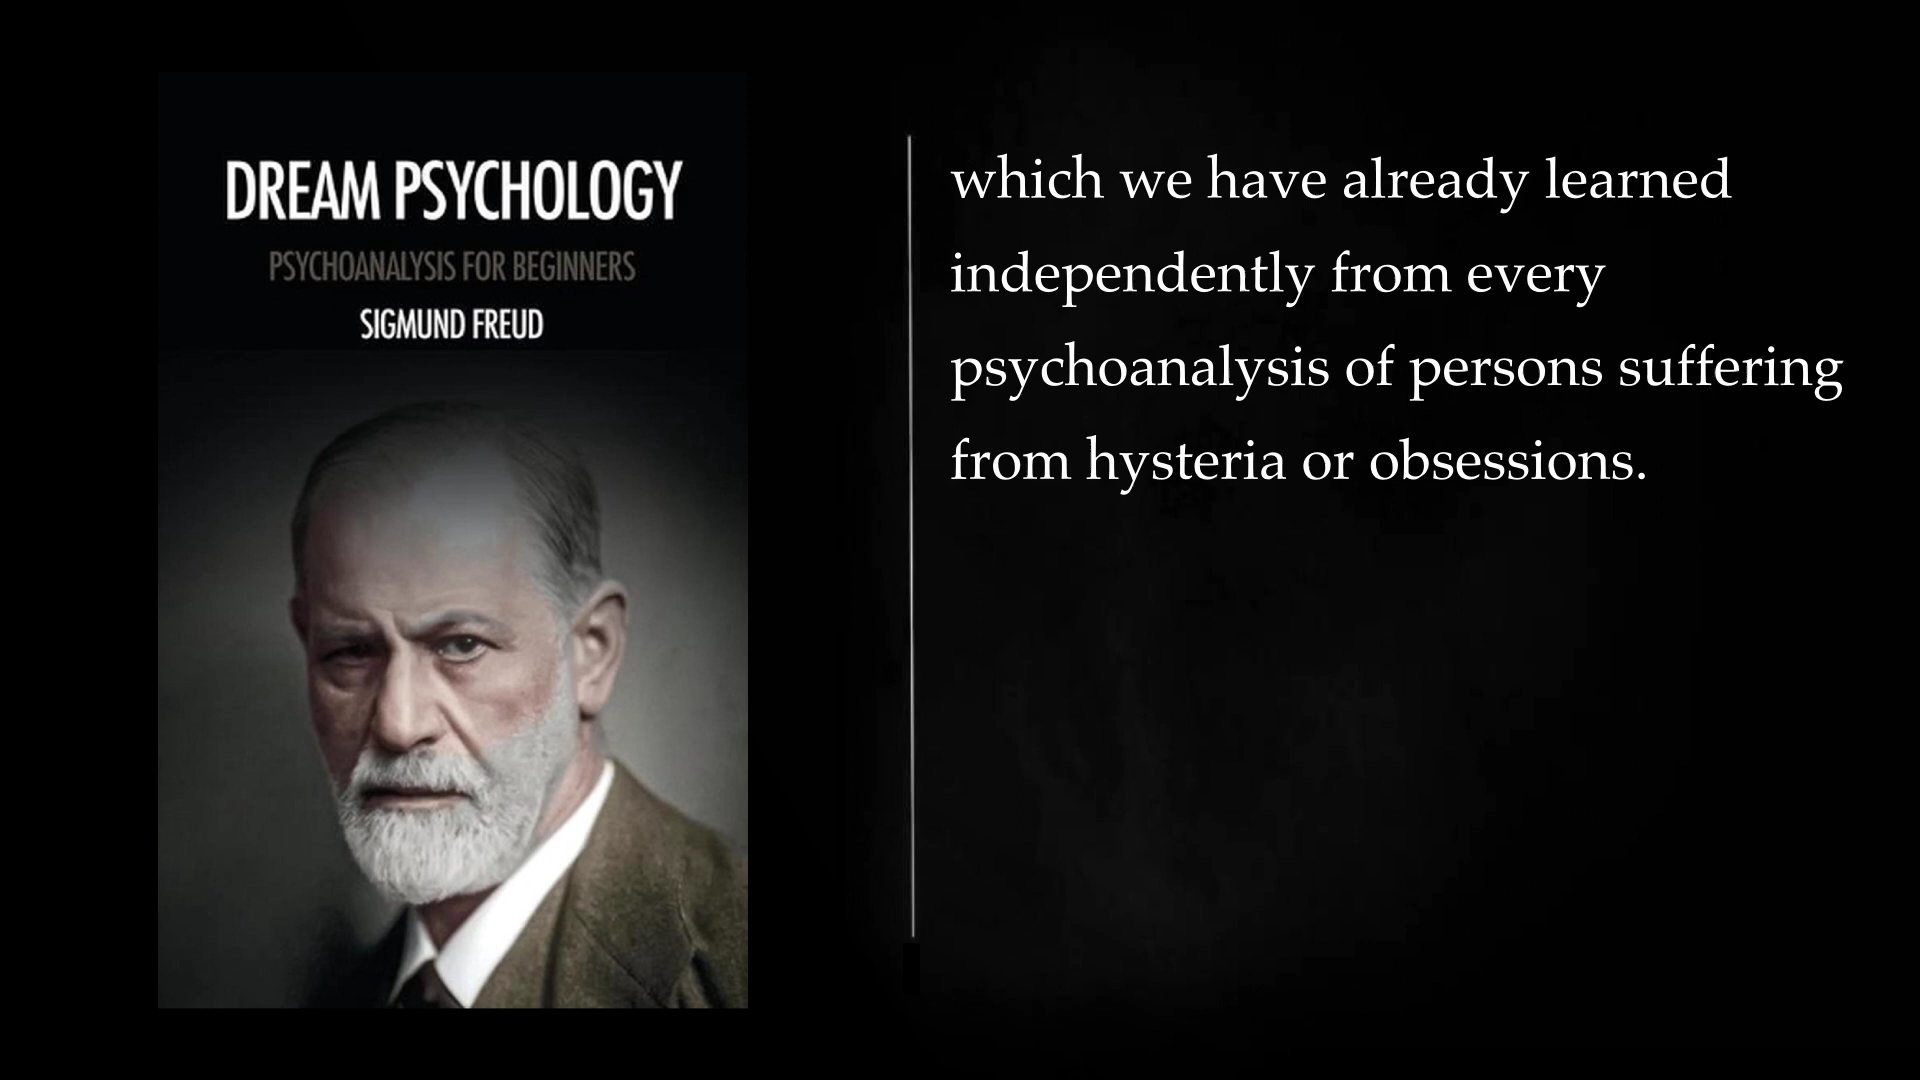 DREAM PSYCHOLOGY
PSYCHOANALYSIS FOR BEGINNERS
SIGMUND FREUD
which we have already learned
independently from every
psychoanalysis of persons suffering
from hysteria or obsessions.